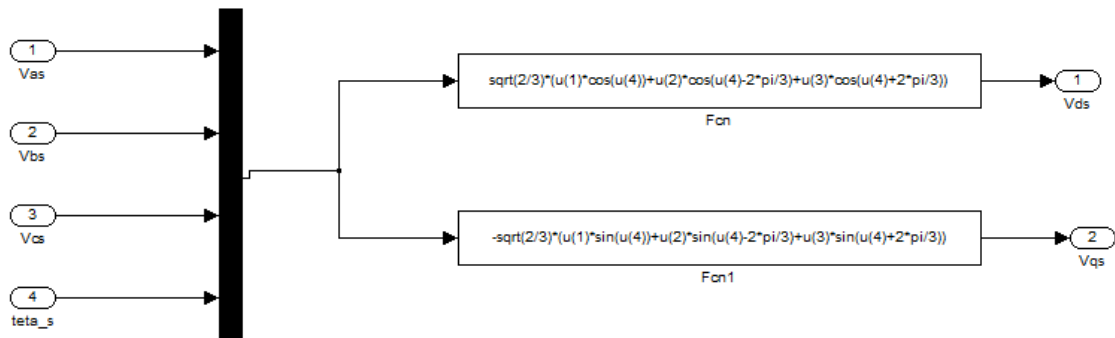 1
Vas
2
Vbs
3
Vcs
4
teta_s
sqrt(2/3)*(u(1)*cos(u(4))+u(2)*cos(u(4)-2*pi/3)+u(3)*cos(u(4)+2*pi/3))
Fcn
-sqrt(2/3)*(u(1)*sin(u(4))+u(2)*sin(u(4)-2*pi/3)+u(3)*sin(u(4)+2*pi/3))
Fcn1
1
Vds
2
Vqs